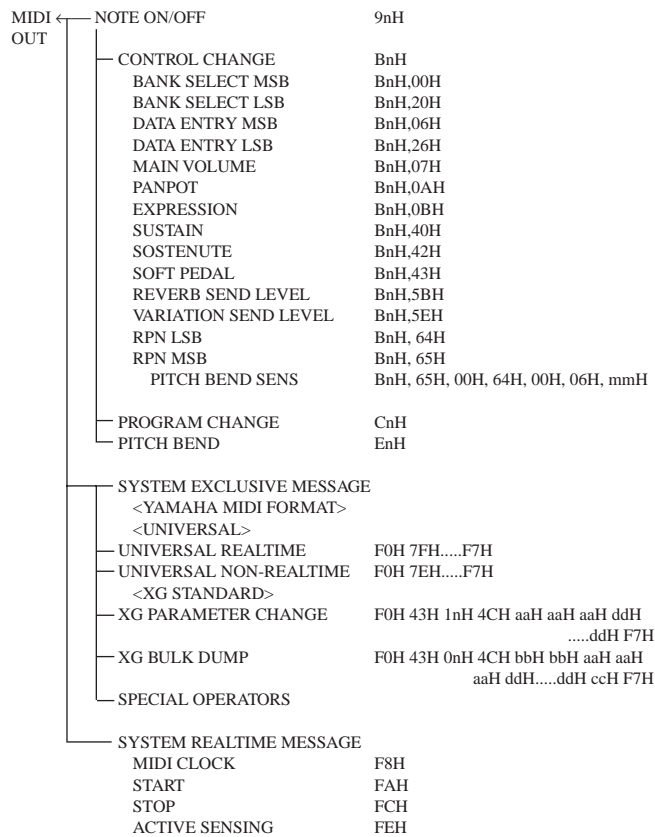 MIDI OUT NOTE ON/OFF 9nH
CONTROL CHANGE BnH
BANK SELECT MSB BnH,00H
BANK SELECT LSB BnH,20H
DATA ENTRY MSB BnH,06H
DATA ENTRY LSB BnH,26H
MAIN VOLUME BnH,07H
PANPOT BnH,0AH
EXPRESSION BnH,0BH
SUSTAIN BnH,40H
SOSTENUTE BnH,42H
SOFT PEDAL BnH,43H
REVERB SEND LEVEL BnH,5BH
VARIATION SEND LEVEL BnH,5EH
RPN LSB BnH, 64H
RPN MSB BnH, 65H
PITCH BEND SENS BnH, 65H, 00H, 64H, 00H, 06H, mmH
PROGRAM CHANGE CnH
PITCH BEND EnH
SYSTEM EXCLUSIVE MESSAGE
<YAMAHA MIDI FORMAT>
<UNIVERSAL>
UNIVERSAL REALTIME F0H 7FH.....F7H
UNIVERSAL NON-REALTIME F0H 7EH.....F7H
<XG STANDARD>
XG PARAMETER CHANGE F0H 43H 1nH 4CH aaH aaH aaH ddH
.....ddH F7H
XG BULK DUMP F0H 43H 0nH 4CH bbH bbH aaH aaH
aaH ddH.....ddH ccH F7H
SPECIAL OPERATORS
SYSTEM REALTIME MESSAGE
MIDI CLOCK F8H
START FAH
STOP FCH
ACTIVE SENSING FEH